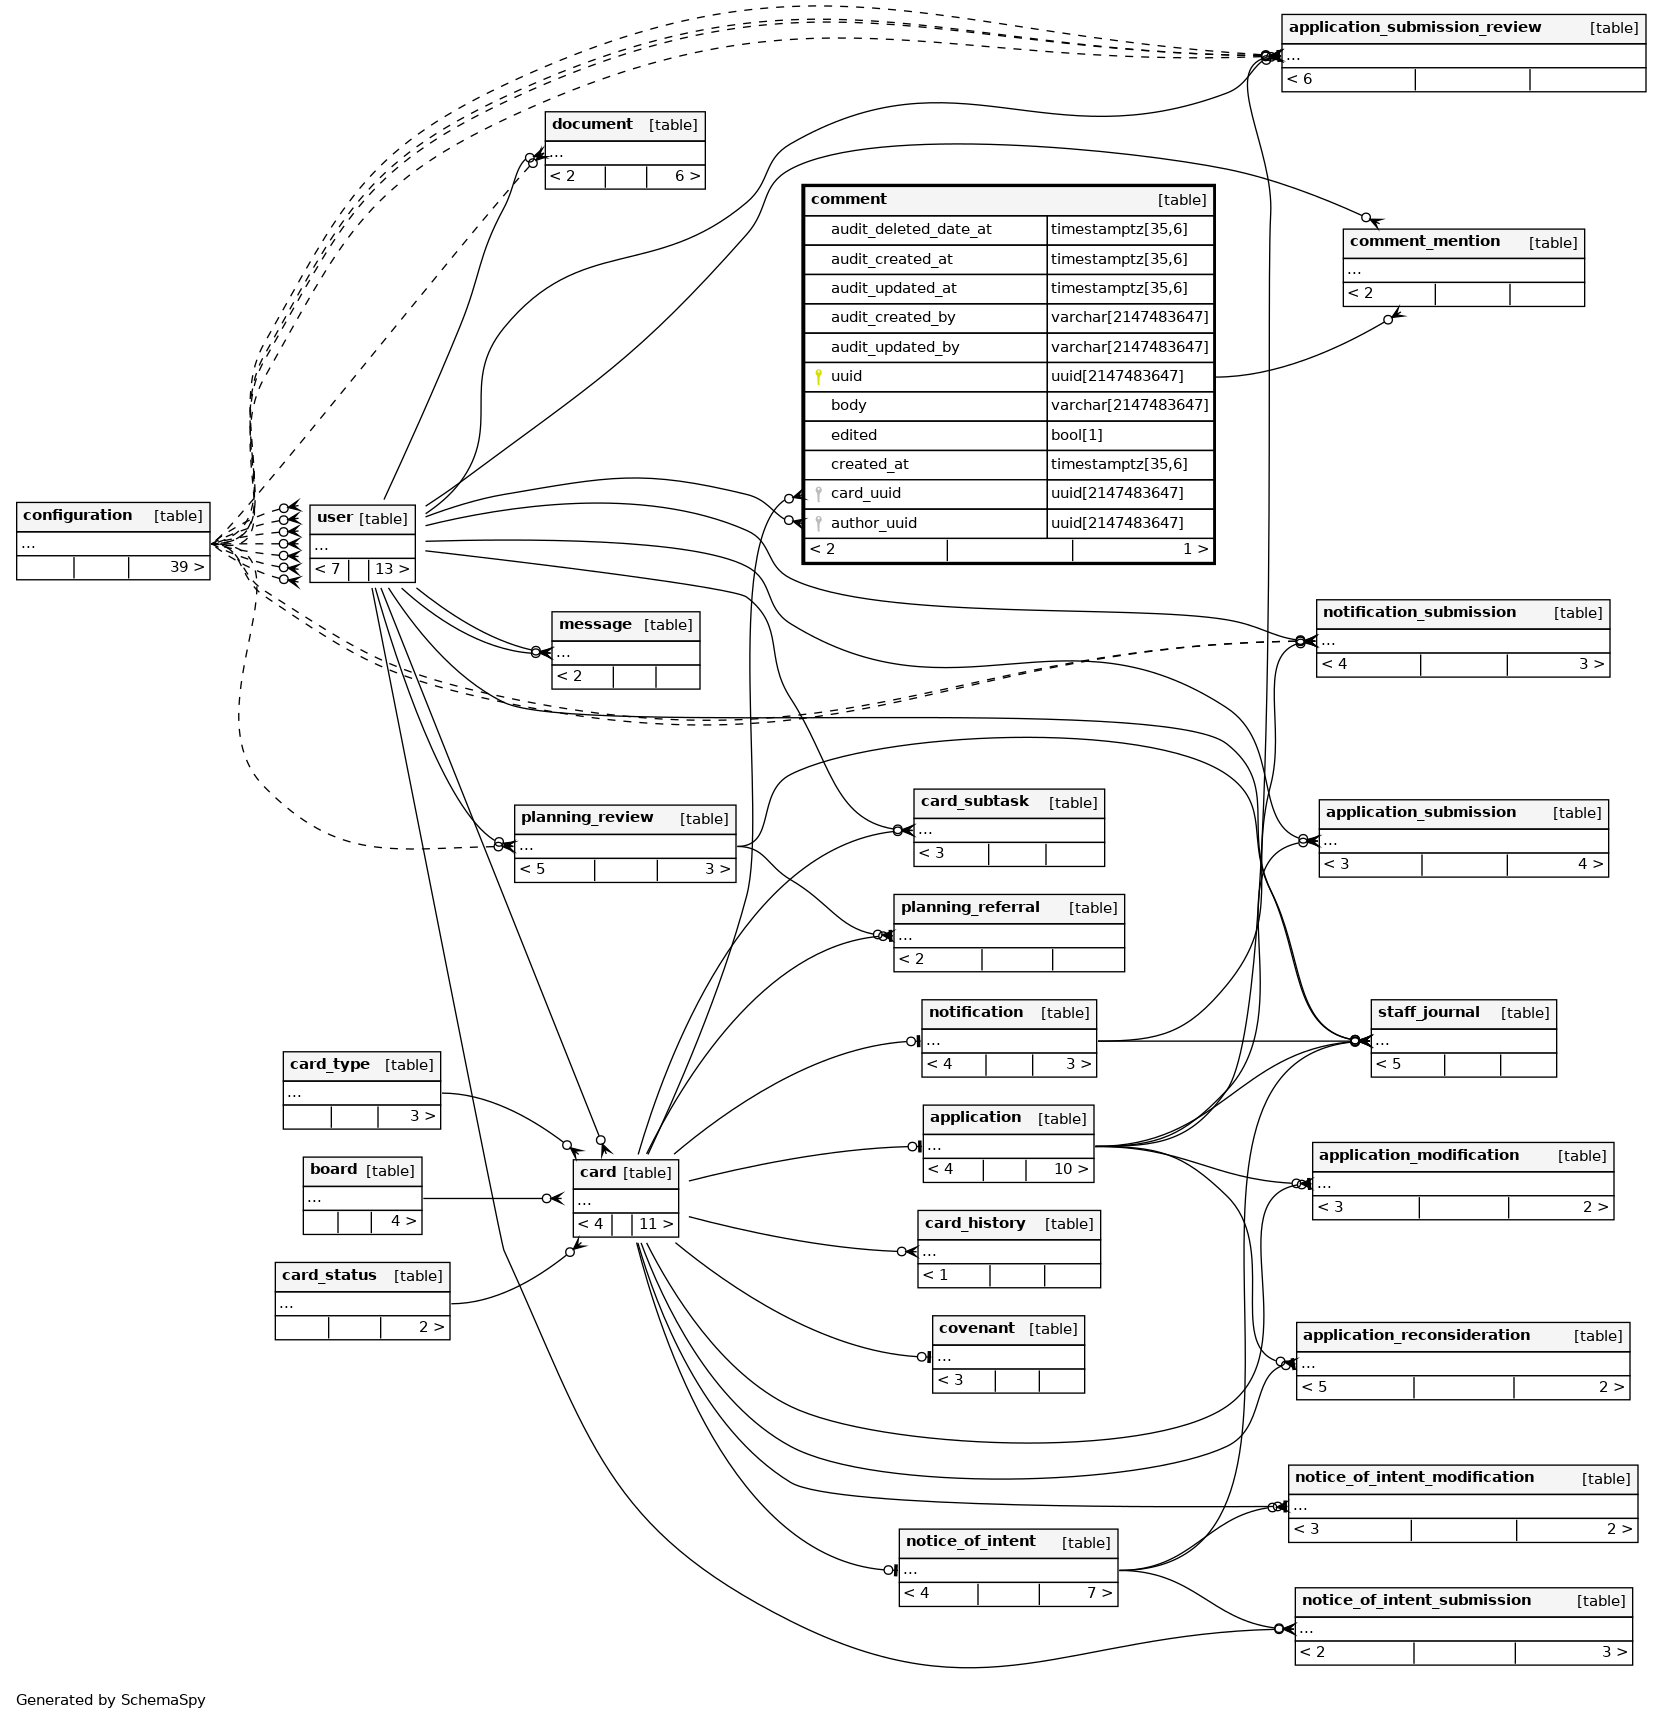 application_submission_review [table]
...
< 6
document [table]
...
< 2 6 >
comment [table]
audit_deleted_date_at timestamptz[35,6]
audit_created_at timestamptz[35,6]
audit_updated_at timestamptz[35,6]
audit_created_by varchar[2147483647]
audit_updated_by varchar[2147483647]
uuid uuid[2147483647]
body varchar[2147483647]
edited bool[1]
created_at timestamptz[35,6]
card_uuid uuid[2147483647]
author_uuid uuid[2147483647]
< 2 1 >
comment_mention [table]
...
< 2
configuration [table]
...
39 >
user [table]
...
< 7 13 >
message [table]
...
< 2
notification_submission [table]
...
< 4 3 >
planning_review [table]
...
< 5 3 >
card_subtask [table]
...
< 3
application_submission [table]
...
< 3 4 >
planning_referral [table]
...
< 2
notification [table]
...
< 4 3 >
staff_journal [table]
...
< 5
card_type [table]
...
3 >
application [table]
...
< 4 10 >
board [table]
...
4 >
card [table]
...
< 4 11 >
application_modification [table]
...
< 3 2 >
card_history [table]
...
< 1
card_status [table]
...
2 >
covenant [table]
...
< 3
application_reconsideration [table]
...
< 5 2 >
notice_of_intent_modification [table]
...
< 3 2 >
notice_of_intent [table]
...
< 4 7 >
notice_of_intent_submission [table]
...
< 2 3 >
Generated by SchemaSpy